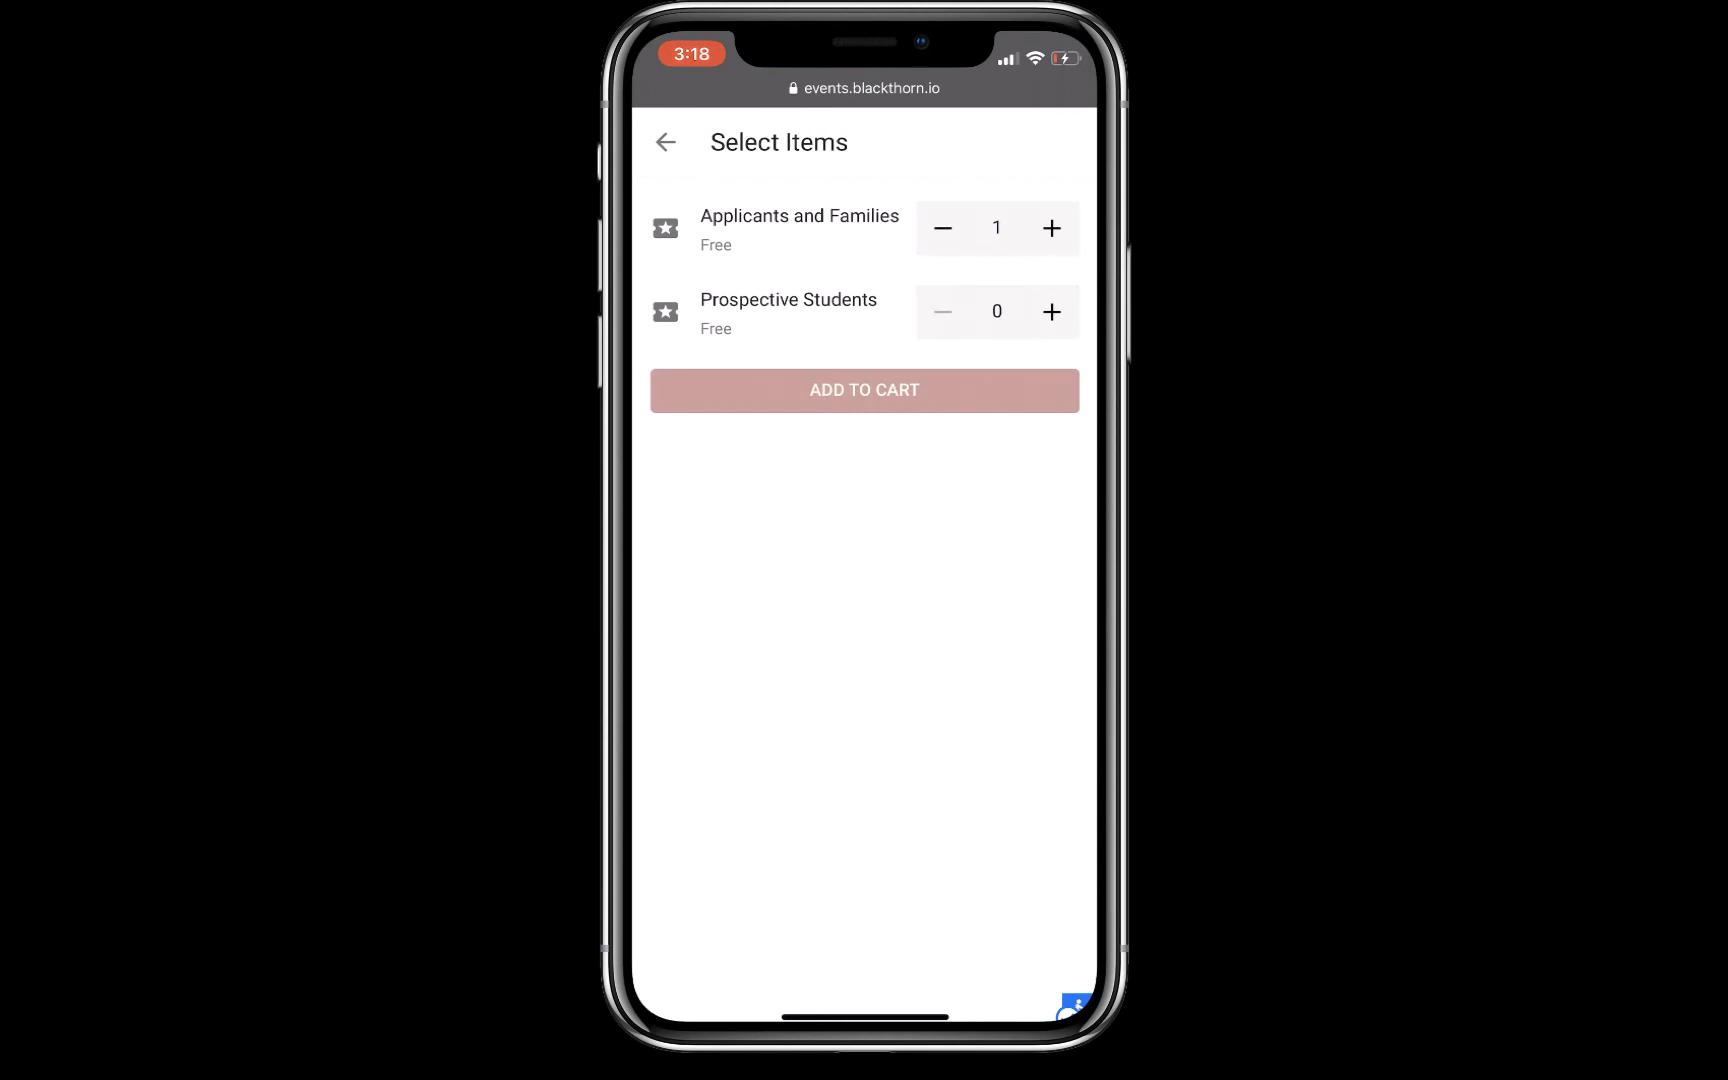 3:18
events.blackthorn.io
Select Items
Applicants and Families
Free
1
Prospective Students
Free
0
ADD TO CART